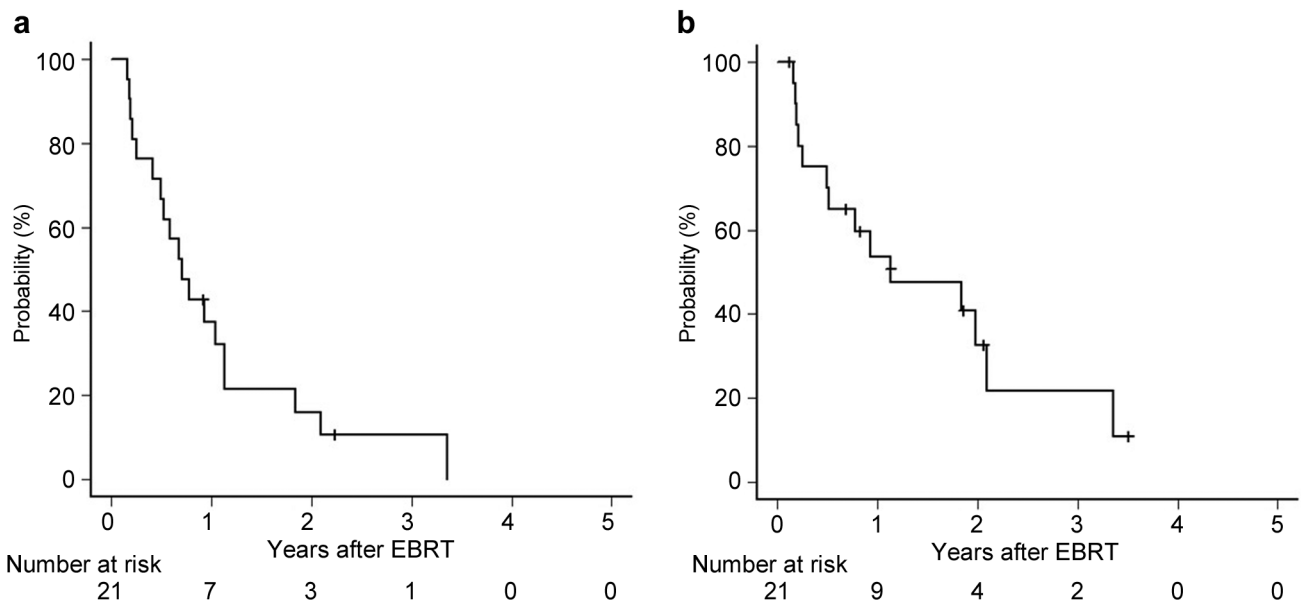 a
100
80
60
40
20
0
Probability (%)
0 1 2 3 4 5
Years after EBRT
Number at risk
21 7 3 1 0 0
b
100
80
60
40
20
0
Probability (%)
0 1 2 3 4 5
Years after EBRT
Number at risk
21 9 4 2 0 0